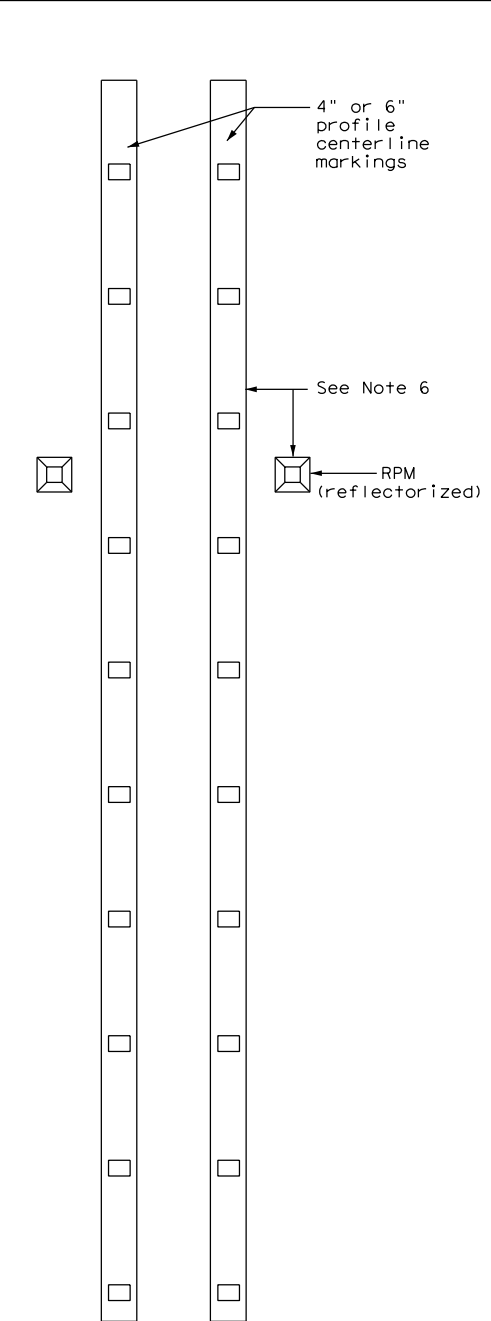 4" or 6"
profile
centerline
markings
See Note 6
RPM
(reflectorized)